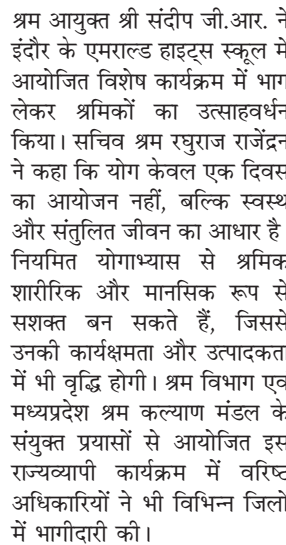 श्रम आयुक्त श्री संदीप जी.आर. ने
इंदौर के एमराल्ड हाइट्स स्कूल में
आयोजित विशेष कार्यक्रम में भाग
लेकर श्रमिकों का उत्साहवर्धन
किया। सचिव श्रम रघुराज राजेंद्रन
ने कहा कि योग केवल एक दिवस
का आयोजन नहीं, बल्कि स्वस्थ
और संतुलित जीवन का आधार है
नियमित योगाभ्यास से श्रमिक
शारीरिक और मानसिक रूप से
सशक्त बन सकते हैं, जिससे
उनकी कार्यक्षमता और उत्पादकता
में भी वृद्धि होगी। श्रम विभाग एव
मध्यप्रदेश श्रम कल्याण मंडल के
संयुक्त प्रयासों से आयोजित इस
राज्यव्यापी कार्यक्रम में वरिष्ठ
अधिकारियों ने भी विभिन्न जिलो
में भागीदारी की।